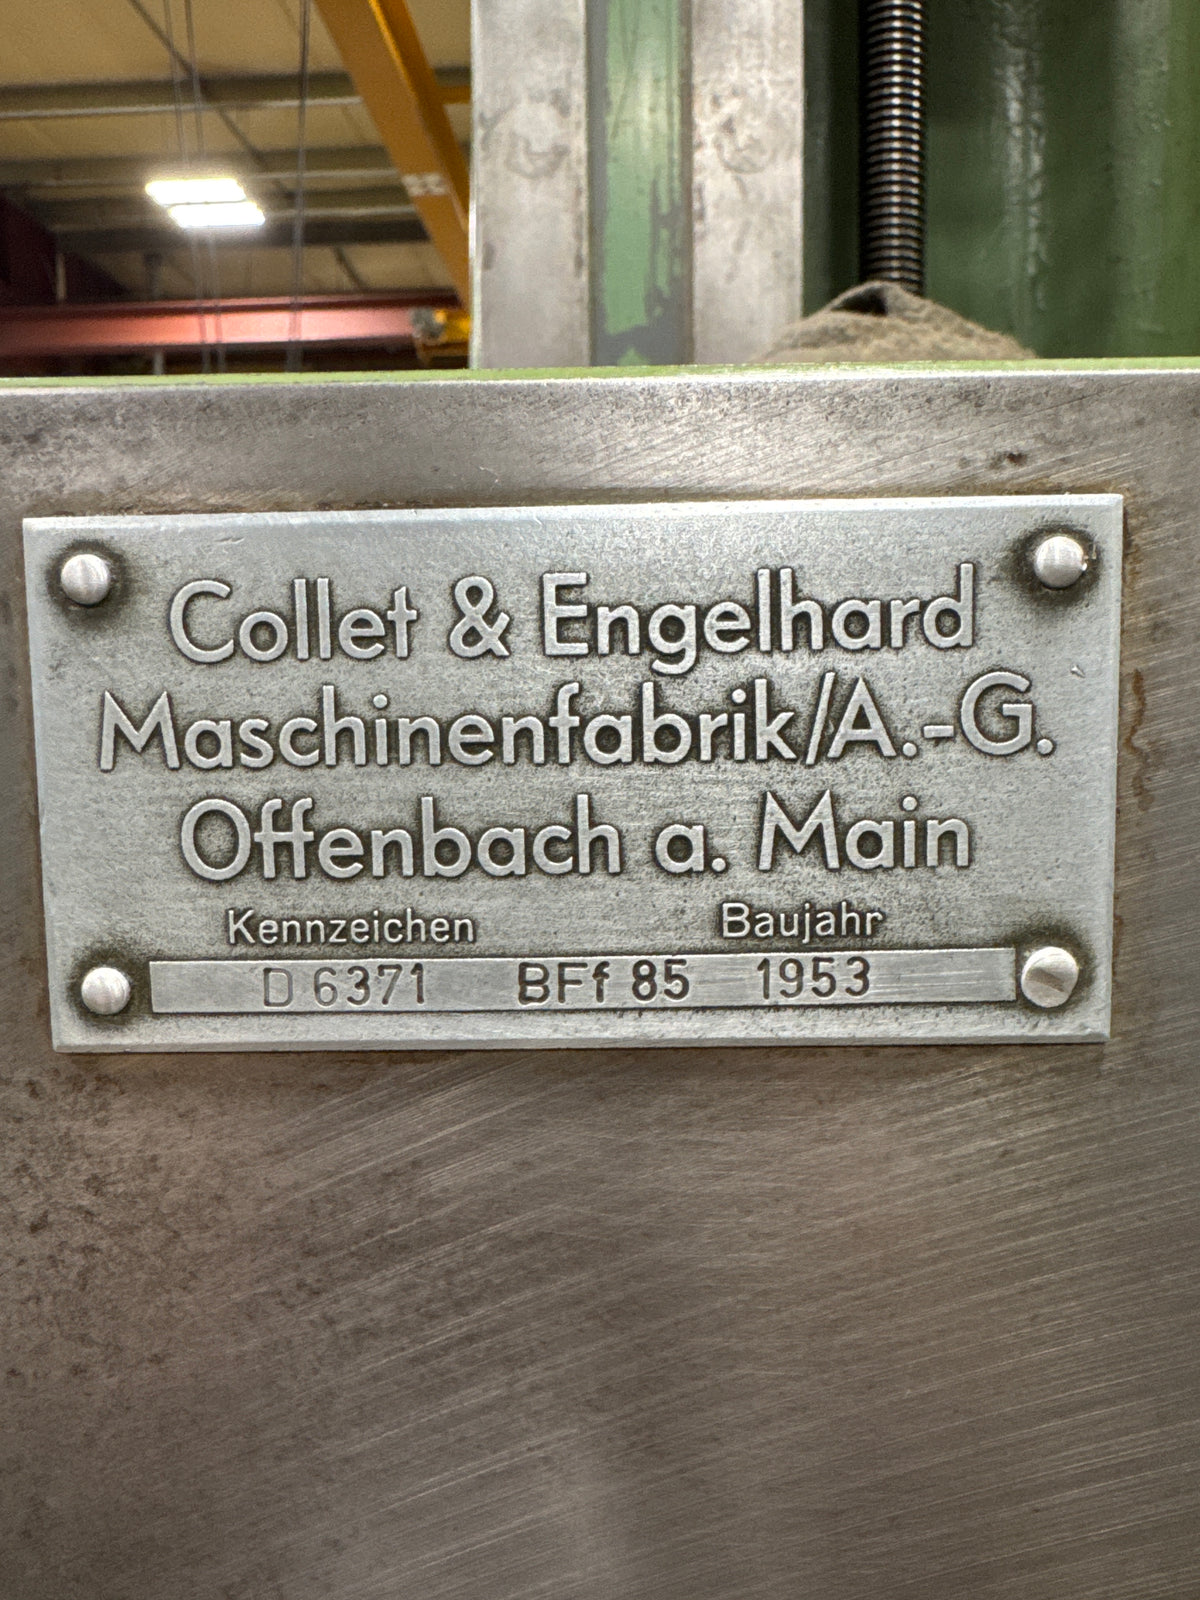 Collet & Engelhard
Maschinenfabrik/A.-G.
Offenbach a. Main
Kennzeichen Baujahr
D 6371 BFf 85 1953